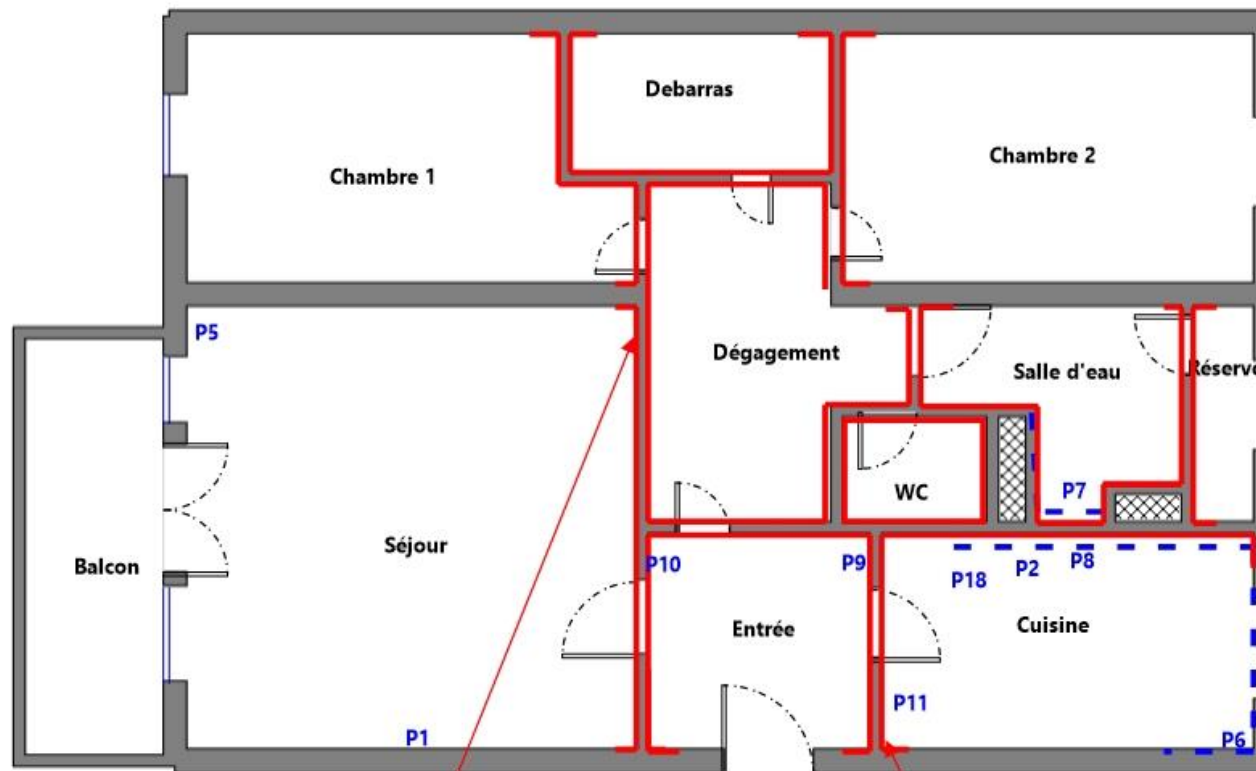 Debarras
Chambre 2
Chambre 1
P5
Dégagement
Salle d'eau
Réserve
P7
WC
Séjour
Balcon
P10
P9
P18
P2
P8
Entrée
Cuisine
P11
P1
P6